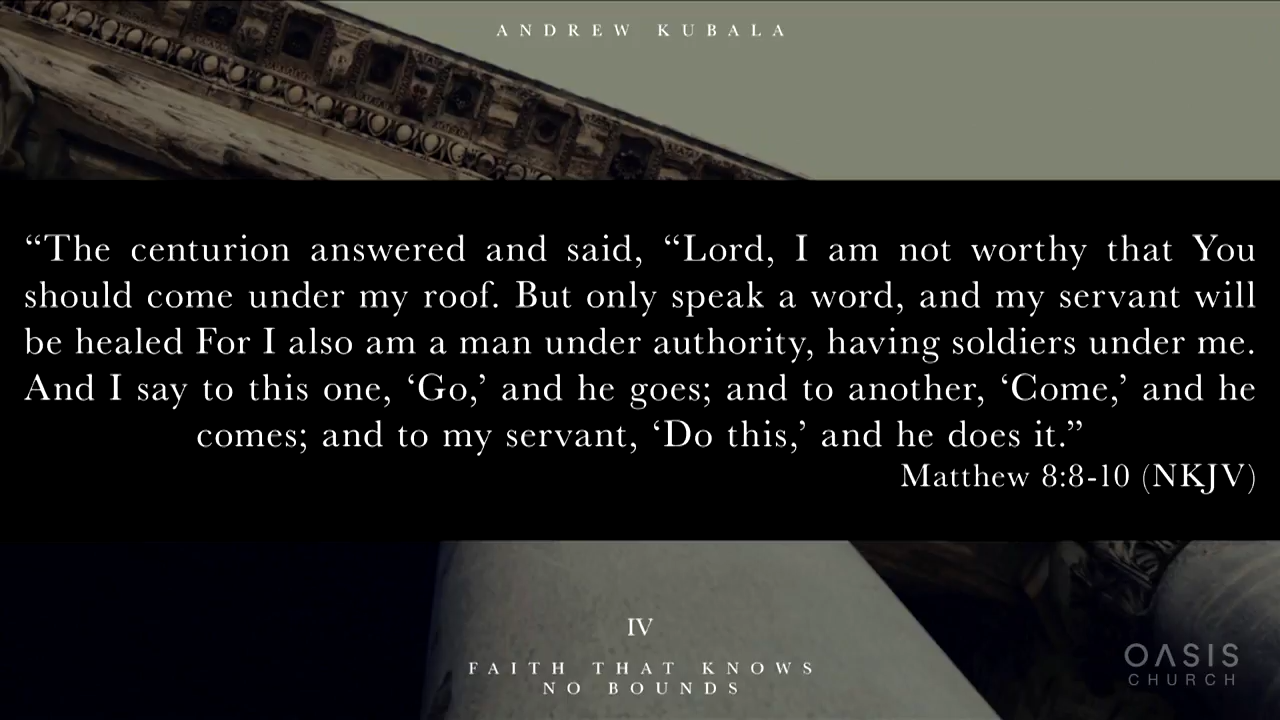 ANDREW KUBALA
“The centurion answered and said, “Lord, I am not worthy that You
should come under my roof. But only speak a word, and my servant will
be healed For I also am a man under authority, having soldiers under me.
And I say to this one, ‘Go,’ and he goes; and to another, ‘Come,’ and he
comes; and to my servant, ‘Do this,’ and he does it.”
Matthew 8:8-10 (NKJV)
IV
FAITH THAT KNOWS
NO BOUNDS
OASIS
CHURCH